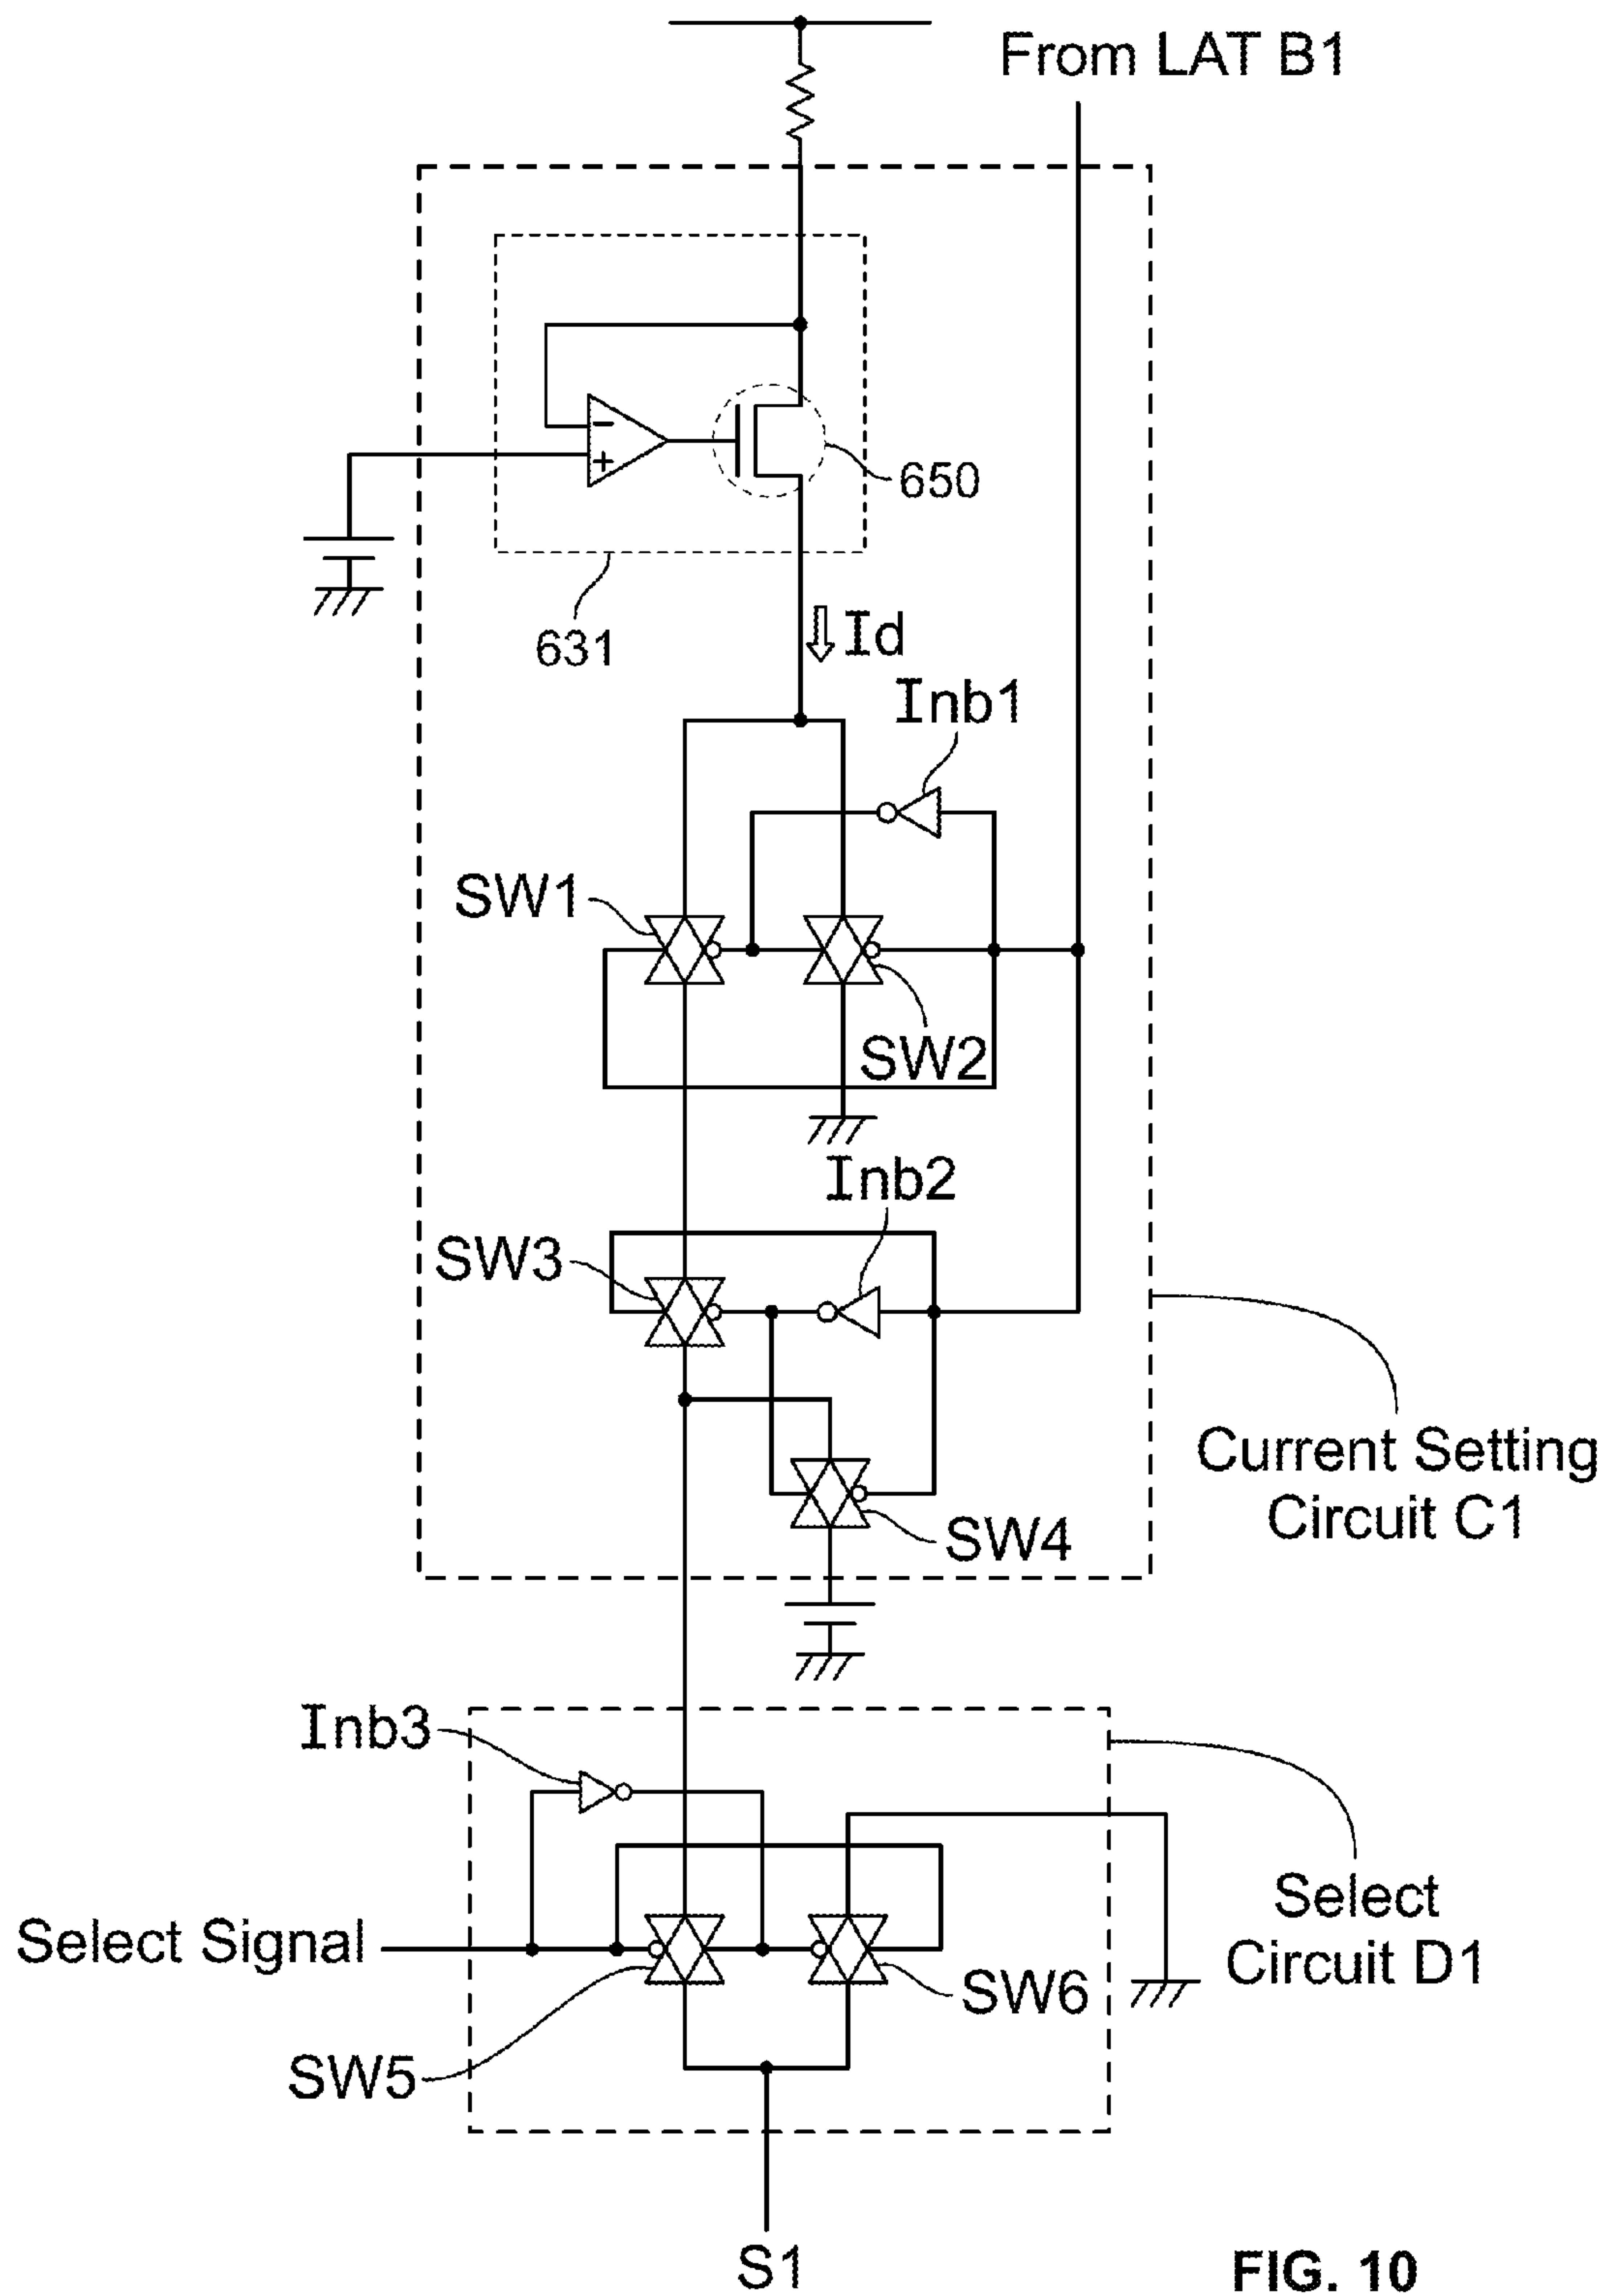 From LAT B1
-
+
650
631
Id
Inb1
SW1
SW2
Inb2
SW3
Current Setting
Circuit C1
SW4
Inb3
Select
Circuit D1
Select Signal
SW6
SW5
S1
FIG. 10